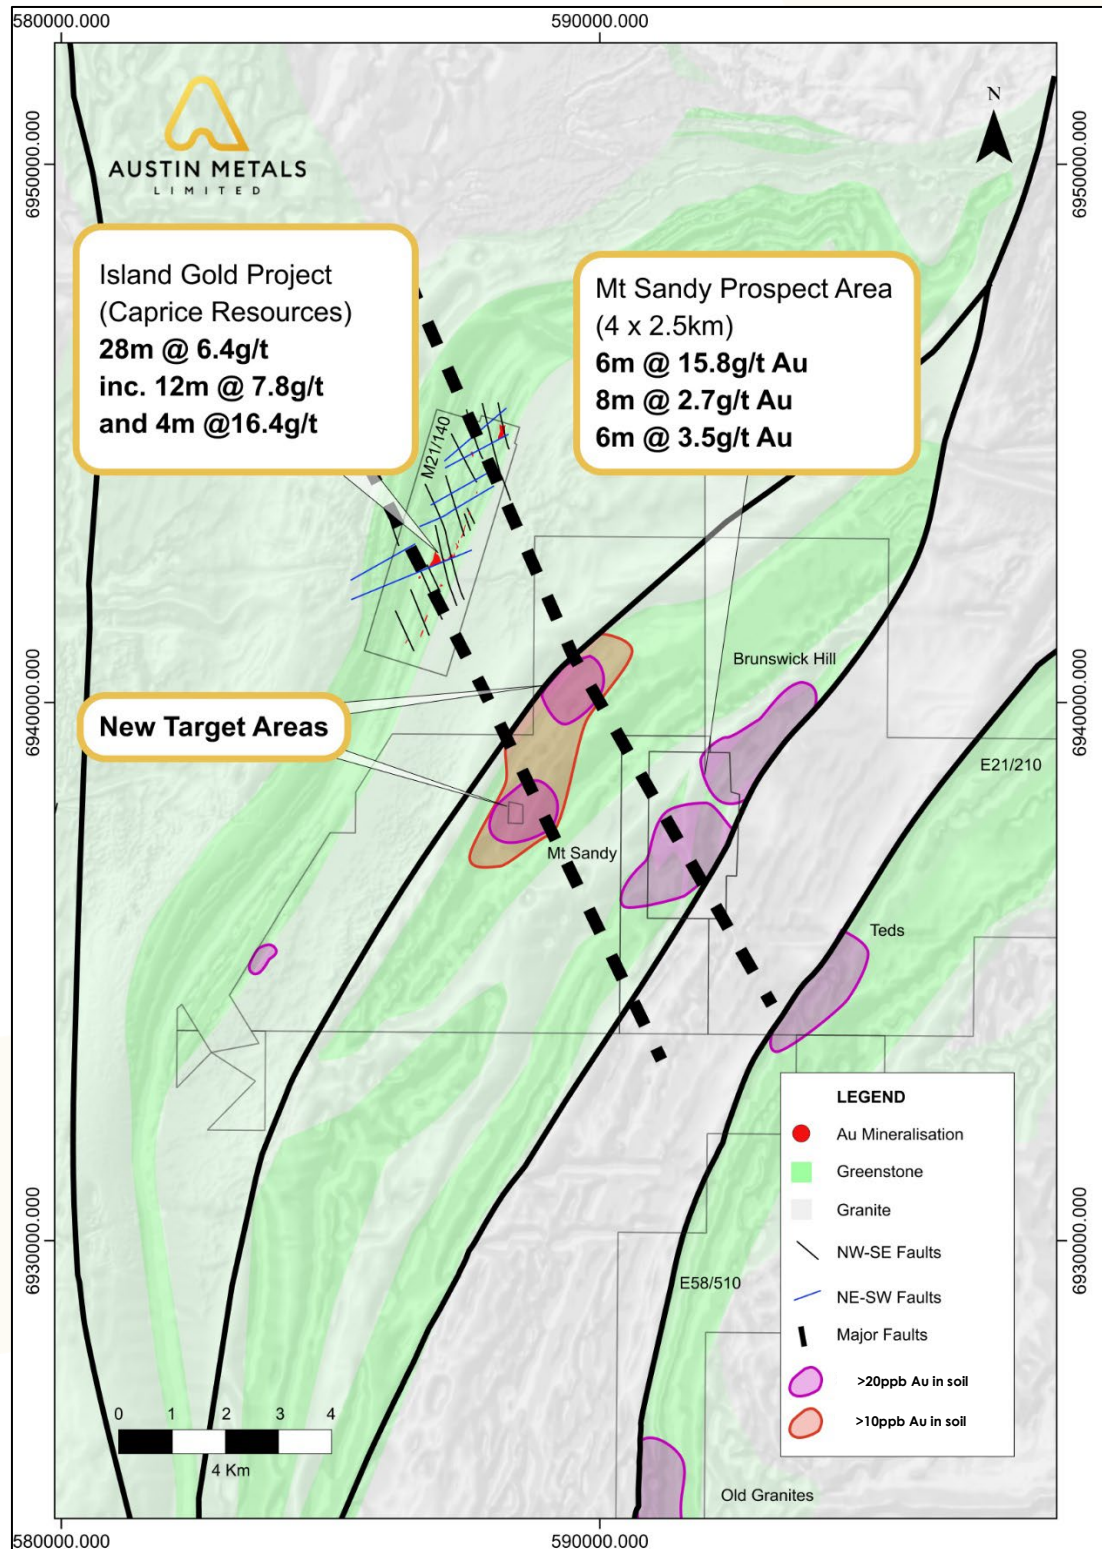 580000.000
590000.000
N
6950000.000
6950000.000
AUSTIN METALS
LIMITED
Island Gold Project
(Caprice Resources)
28m @ 6.4g/t
inc. 12m @ 7.8g/t
and 4m @16.4g/t
Mt Sandy Prospect Area
(4 x 2.5km)
6m @ 15.8g/t Au
8m @ 2.7g/t Au
6m @ 3.5g/t Au
M21/140
Brunswick Hill
6940000.000
6940000.000
New Target Areas
E21/210
Mt Sandy
Teds
LEGEND
Au Mineralisation
Greenstone
Granite
NW-SE Faults
NE-SW Faults
Major Faults
>20ppb Au in soil
>10ppb Au in soil
6930000.000
6930000.000
E58/510
0 1 2 3 4
4 Km
Old Granites
580000.000
590000.000